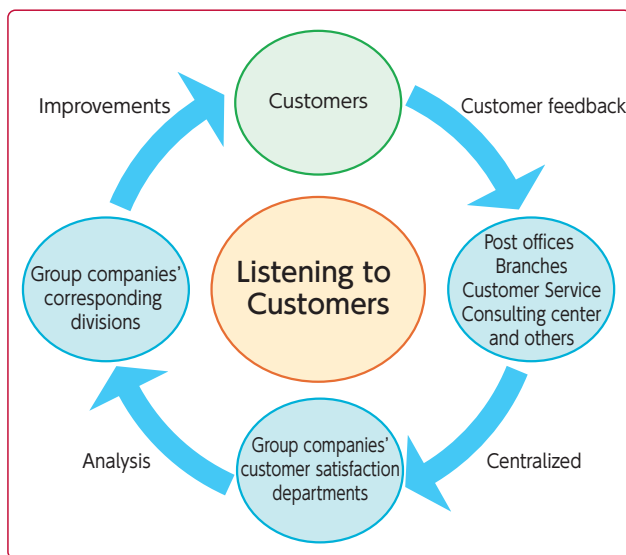 Customers
Customer feedback
Post offices
Branches
Customer Service
Consulting center
and others
Centralized
Group companies'
customer satisfaction
departments
Analysis
Group companies'
corresponding
divisions
Improvements
Listening to
Customers